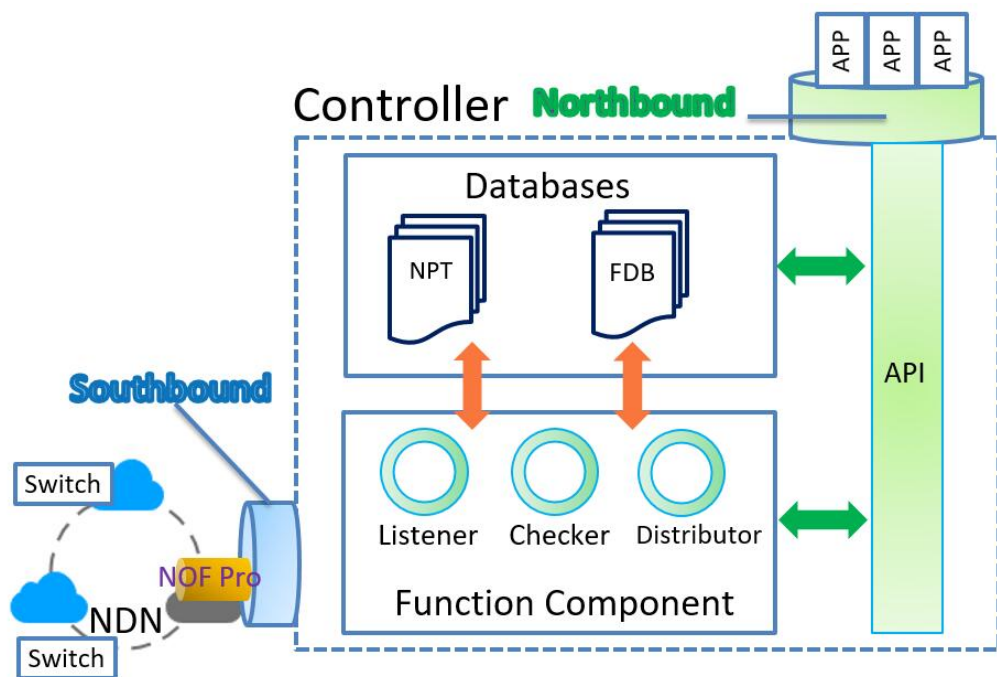 APP
APP
APP
Controller
Northbound
Databases
NPT
FDB
API
Southbound
Switch
Listener
Checker
Distributor
NOF Pro
NDN
Function Component
Switch